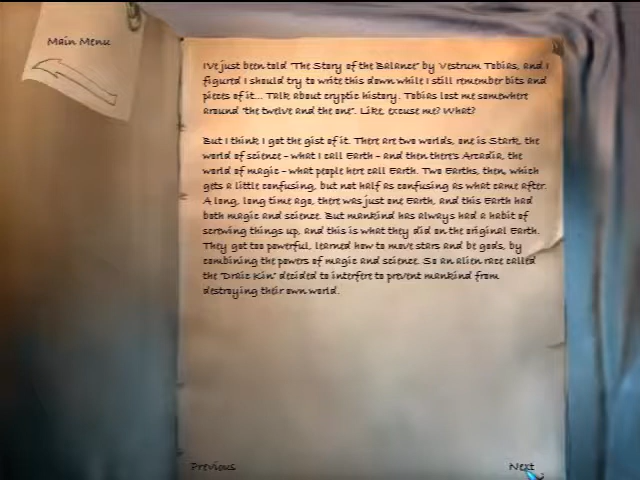 Main Menu
I've just been told "The Story of the Balance" by Vestrum Tobias, and I
figured I should try to write this down while I still remember bits and
pieces of it... Talk about cryptic history. Tobias lost me somewhere
around "the twelve and the one". Like, excuse me? What?
But I think I got the gist of it. There are two worlds, one is Stark, the
world of science - what I call Earth - and then there's Arcadia, the
world of magic - what people here call Earth. Two Earths, then, which
gets a little confusing, but not half as confusing as what came after.
A long, long time ago, there was just one Earth, and this Earth had
both magic and science. But mankind has always had a habit of
screwing things up, and this is what they did on the original Earth.
They got too powerful, learned how to move stars and be gods, by
combining the powers of magic and science. So an alien race called
the "Draic Kin" decided to interfere to prevent mankind from
destroying their own world.
Previous
Next